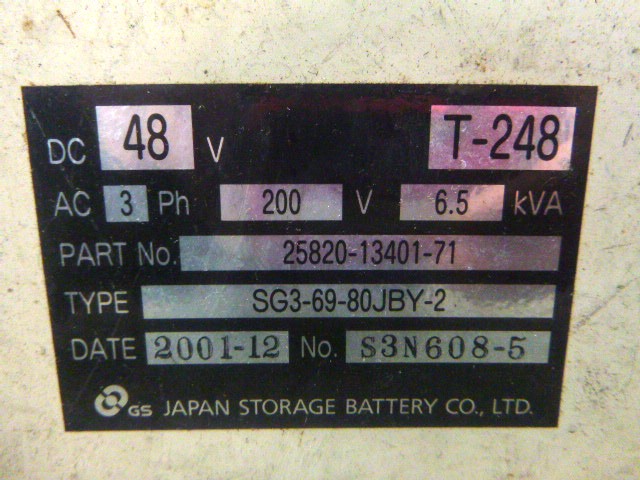 DC 48 V T-248
AC 3 Ph 200 V 6.5 kVA
PART No. 25820-13401-71
TYPE SG3-69-80JBY-2
DATE 2001-12 No. S3N608-5
GS JAPAN STORAGE BATTERY CO., LTD.